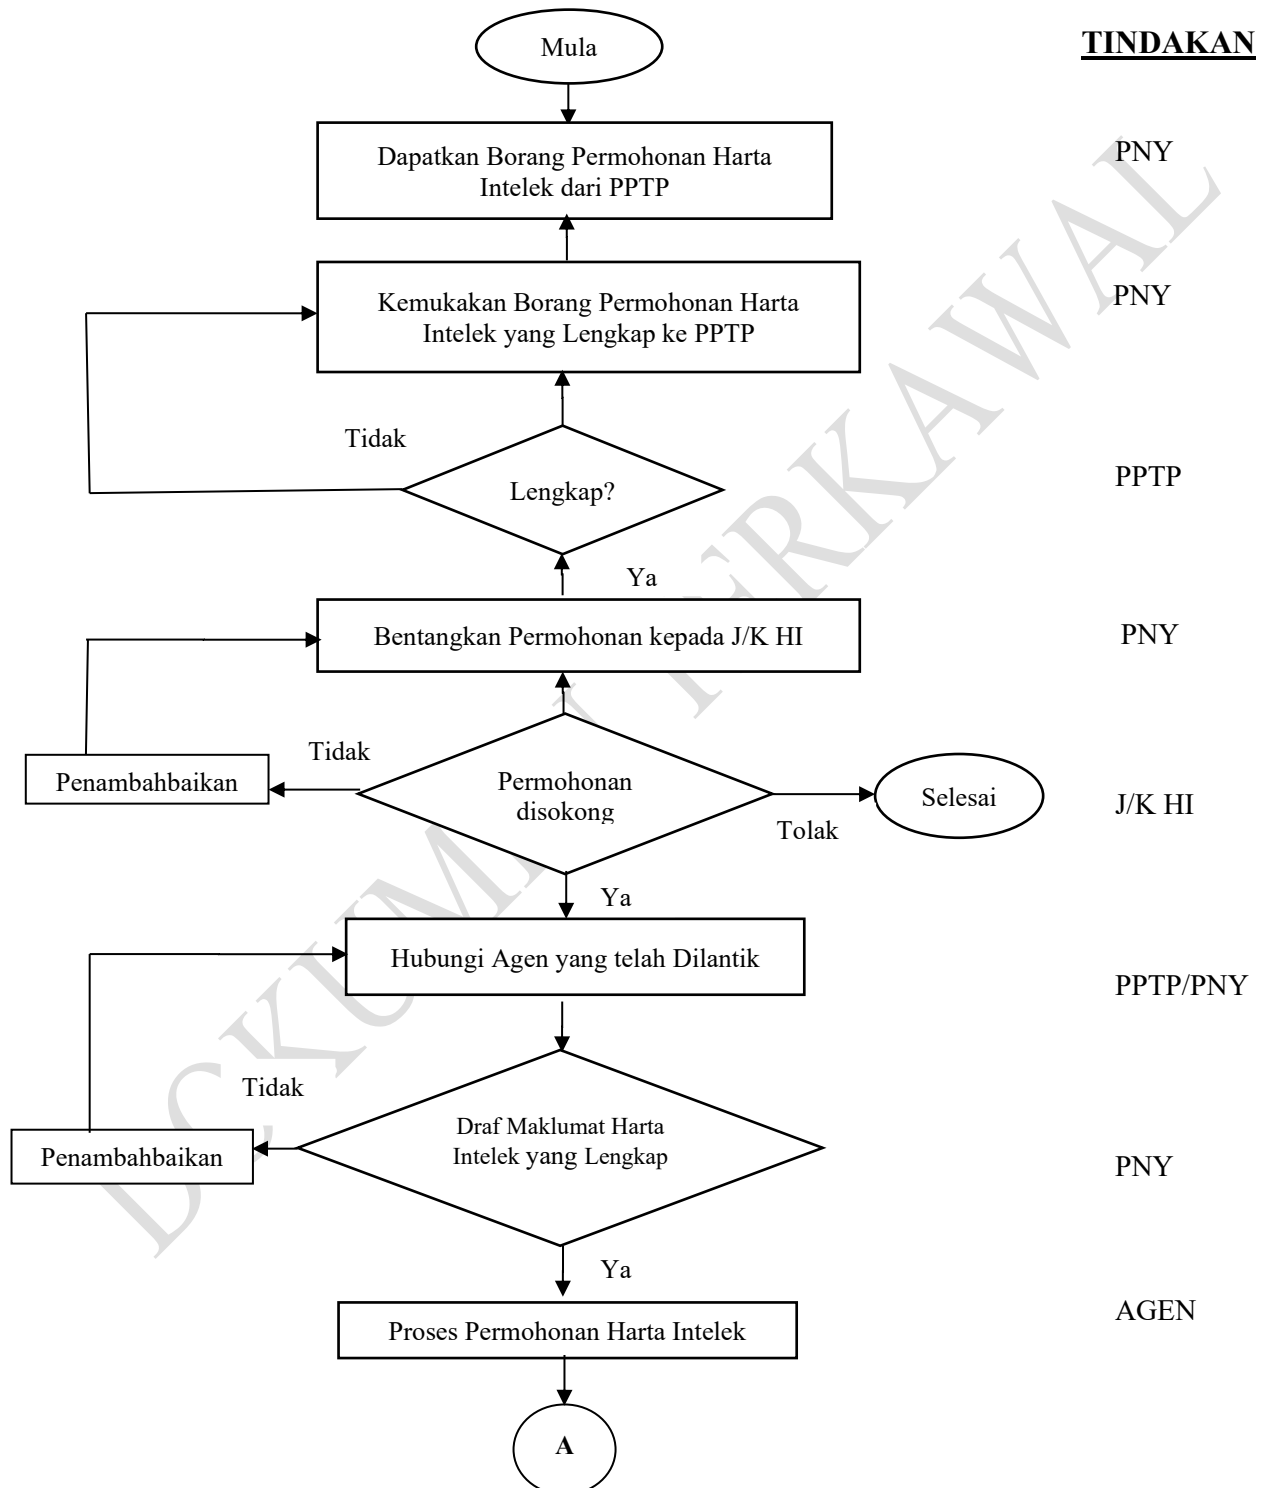 Mula
TINDAKAN
Dapatkan Borang Permohonan Harta
Intelek dari PPTP
PNY
Kemukakan Borang Permohonan Harta
Intelek yang Lengkap ke PPTP
PNY
Tidak
Lengkap?
PPTP
Ya
Bentangkan Permohonan kepada J/K HI
PNY
Tidak
Penambahbaikan
Permohonan
disokong
Selesai
Tolak
J/K HI
Ya
Hubungi Agen yang telah Dilantik
PPTP/PNY
Tidak
Draf Maklumat Harta
Intelek yang Lengkap
Penambahbaikan
PNY
Ya
Proses Permohonan Harta Intelek
AGEN
A